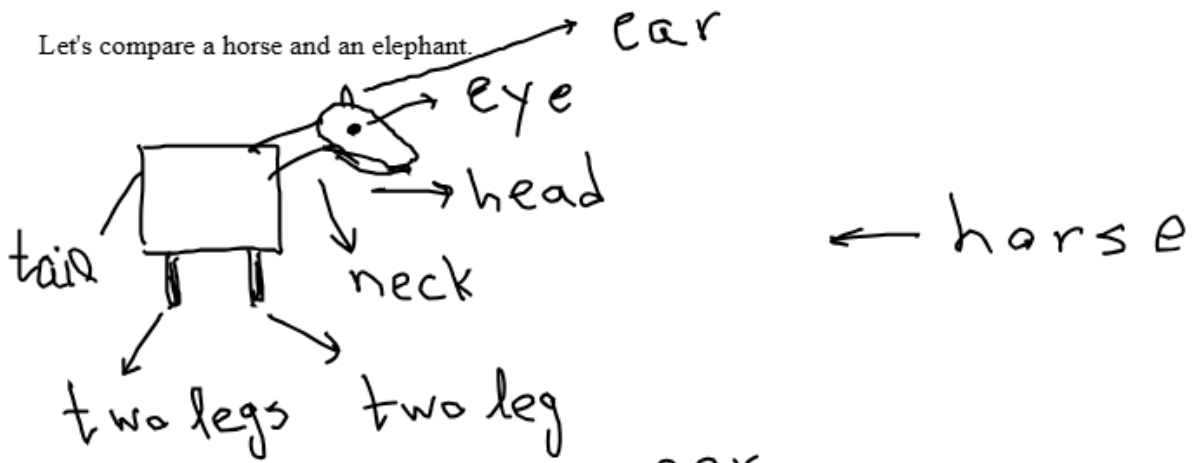 Let's compare a horse and an elephant.
ear
eye
head
horse
tail
neck
two legs
two leg